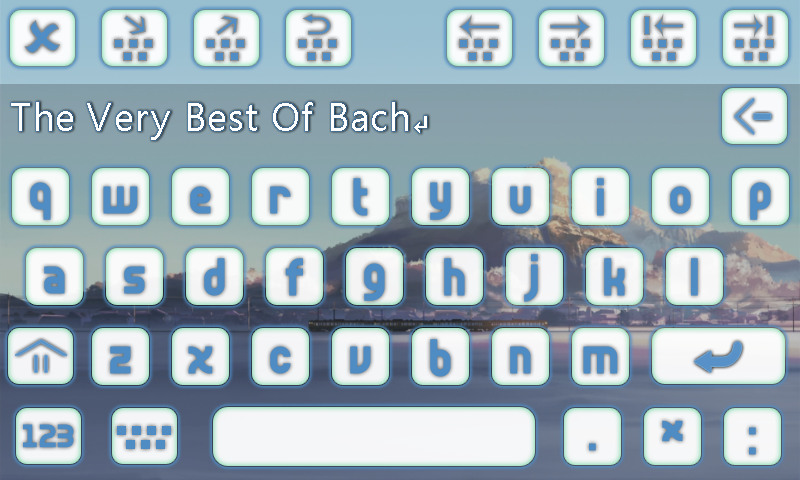 The Very Best Of Bach↵
q w e r t y u i o p
a s d f g h j k l
z x c v b n m
123 . * :